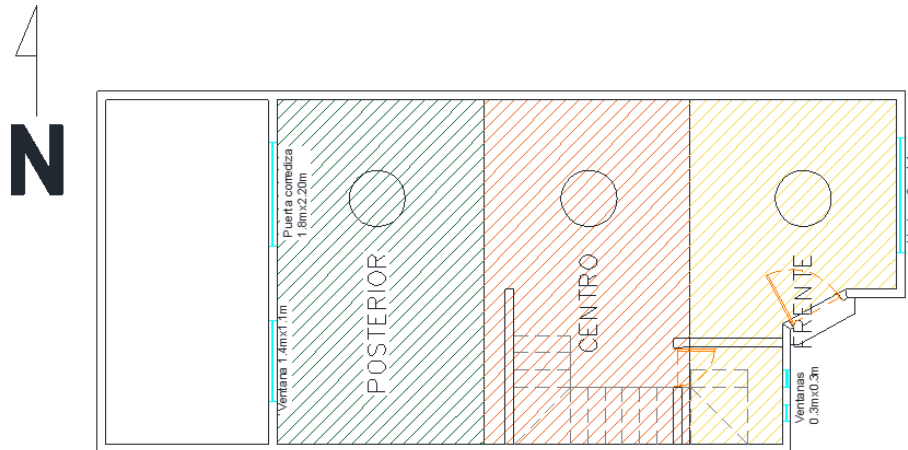 N
Puerta corrediza
1.8mx2.20m
Ventana 1.4mx1.1m
POSTERIOR
CENTRO
FRENTE
Ventanas
0.3mx0.3m